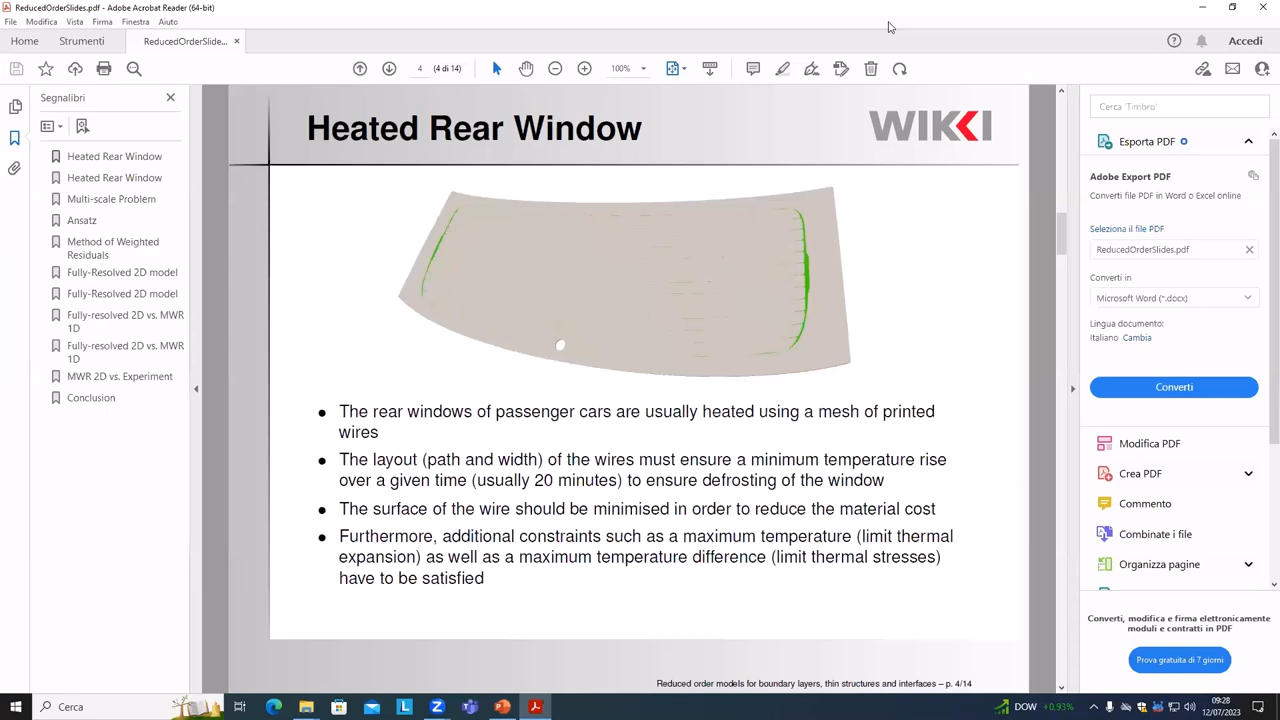 ReducedOrderSlides.pdf - Adobe Acrobat Reader (64-bit)
File Modifica Vista Firma Finestra Aiuto
Home Strumenti ReducedOrderSlide... × Accedi
4 (4 di 14) 100%
Segnalibri
Heated Rear Window
Heated Rear Window
Multi-scale Problem
Ansatz
Method of Weighted
Residuals
Fully-Resolved 2D model
Fully-Resolved 2D model
Fully-resolved 2D vs. MWR
1D
Fully-resolved 2D vs. MWR
1D
MWR 2D vs. Experiment
Conclusion
Heated Rear Window
WIKKI
• The rear windows of passenger cars are usually heated using a mesh of printed
wires
• The layout (path and width) of the wires must ensure a minimum temperature rise
over a given time (usually 20 minutes) to ensure defrosting of the window
• The surface of the wire should be minimised in order to reduce the material cost
• Furthermore, additional constraints such as a maximum temperature (limit thermal
expansion) as well as a maximum temperature difference (limit thermal stresses)
have to be satisfied
Reduced order models for boundary layers, thin structures and interfaces – p. 4/14
Cerca 'Timbro'
Esporta PDF
Adobe Export PDF
Converti file PDF in Word o Excel online
Seleziona il file PDF
ReducedOrderSlides.pdf
Converti in
Microsoft Word (*.docx)
Lingua documento:
Italiano Cambia
Converti
Modifica PDF
Crea PDF
Commento
Combinate i file
Organizza pagine
Converti, modifica e firma elettronicamente
moduli e contratti in PDF
Prova gratuita di 7 giorni
Cerca
DOW +0,93%
09:28
12/07/2023